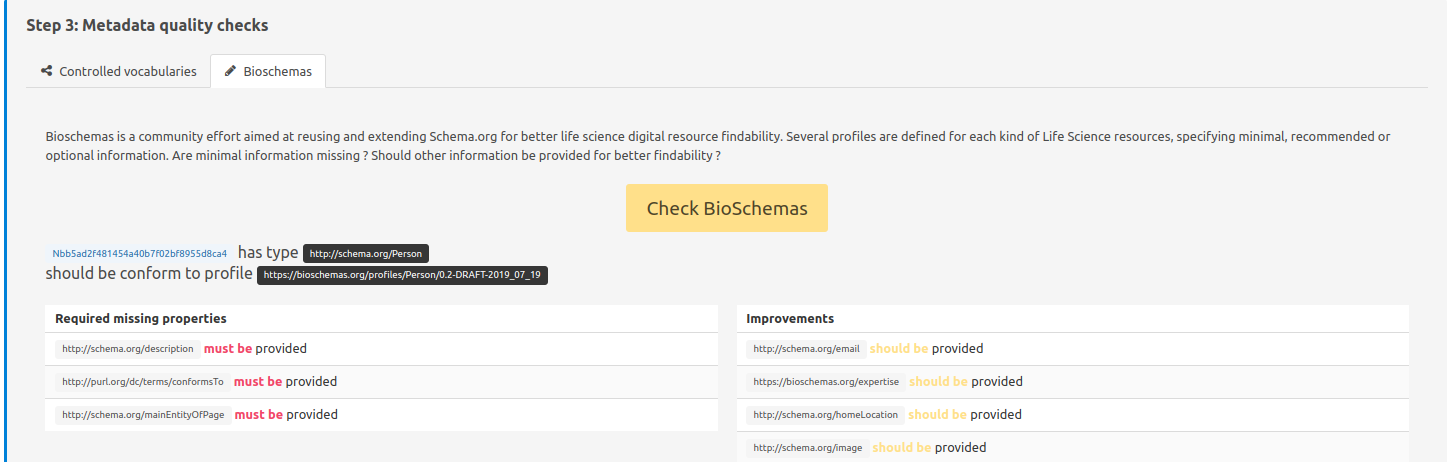 Step 3: Metadata quality checks
Controlled vocabularies
Bioschemas
Bioschemas is a community effort aimed at reusing and extending Schema.org for better life science digital resource findability. Several profiles are defined for each kind of Life Science resources, specifying minimal, recommended or
optional information. Are minimal information missing ? Should other information be provided for better findability ?
Check BioSchemas
Nbb5ad2f481454a40b7f02bf8955d8ca4 has type http://schema.org/Person
should be conform to profile https://bioschemas.org/profiles/Person/0.2-DRAFT-2019_07_19
Required missing properties
http://schema.org/description must be provided
http://purl.org/dc/terms/conformsTo must be provided
http://schema.org/mainEntityOfPage must be provided
Improvements
http://schema.org/email should be provided
https://bioschemas.org/expertise should be provided
http://schema.org/homeLocation should be provided
http://schema.org/image should be provided